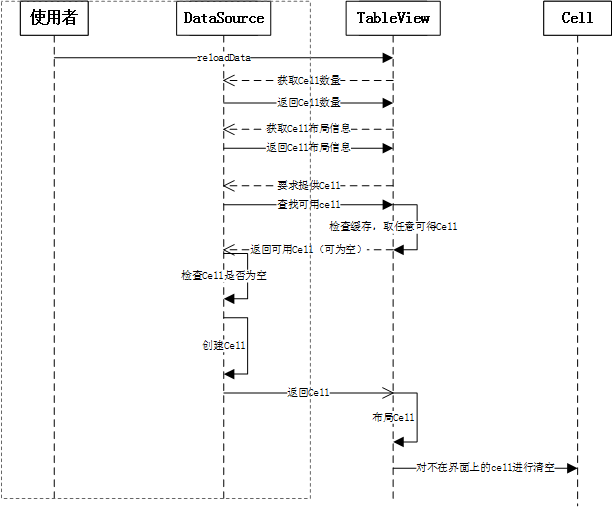 使用者
DataSource
TableView
Cell
reloadData
获取Cell数量
返回Cell数量
获取Cell布局信息
返回Cell布局信息
要求提供Cell
查找可用cell
检查缓存，取任意可得Cell
返回可用Cell（可为空）
检查Cell是否为空
创建Cell
返回Cell
布局Cell
对不在界面上的cell进行清空